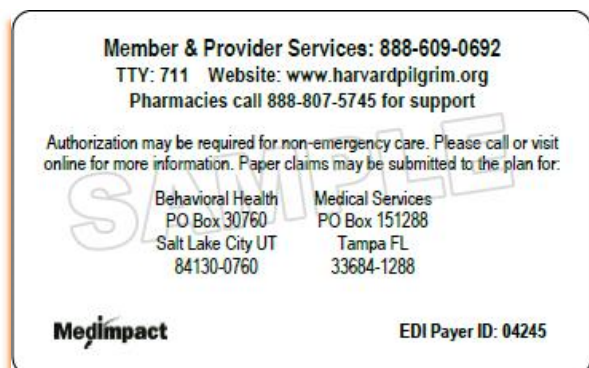 Member & Provider Services: 888-609-0692
TTY: 711 Website: www.harvardpilgrim.org
Pharmacies call 888-807-5745 for support
Authorization may be required for non-emergency care. Please call or visit
online for more information. Paper claims may be submitted to the plan for:
SAMPLE
Behavioral Health
PO Box 30760
Salt Lake City UT
84130-0760
Medical Services
PO Box 151288
Tampa FL
33684-1288
Medimpact
EDI Payer ID: 04245